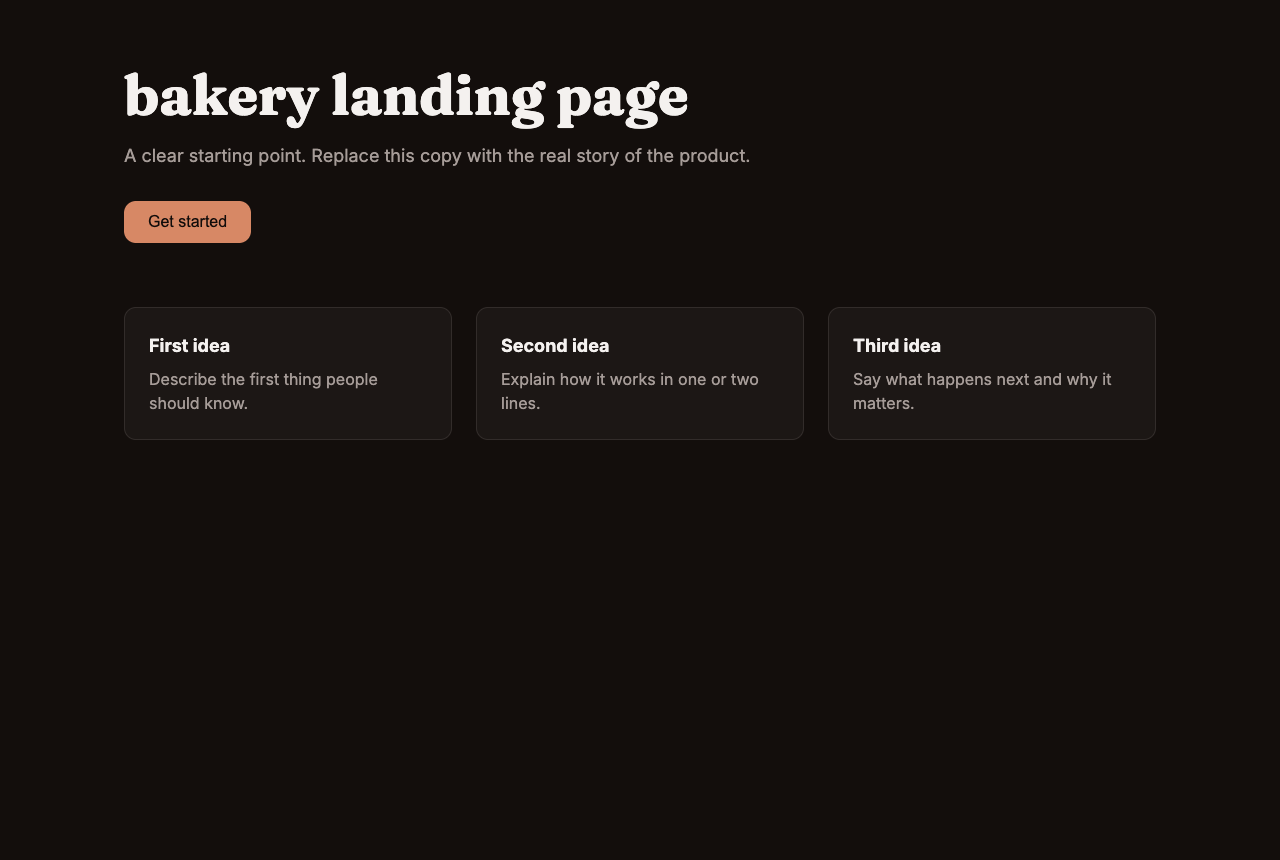 bakery landing page
A clear starting point. Replace this copy with the real story of the product.
Get started
First idea
Describe the first thing people
should know.
Second idea
Explain how it works in one or two
lines.
Third idea
Say what happens next and why it
matters.